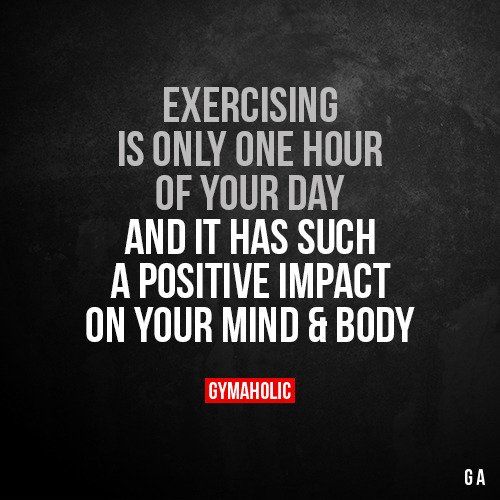 EXERCISING
IS ONLY ONE HOUR
OF YOUR DAY
AND IT HAS SUCH
A POSITIVE IMPACT
ON YOUR MIND & BODY
GYMAHOLIC
G A